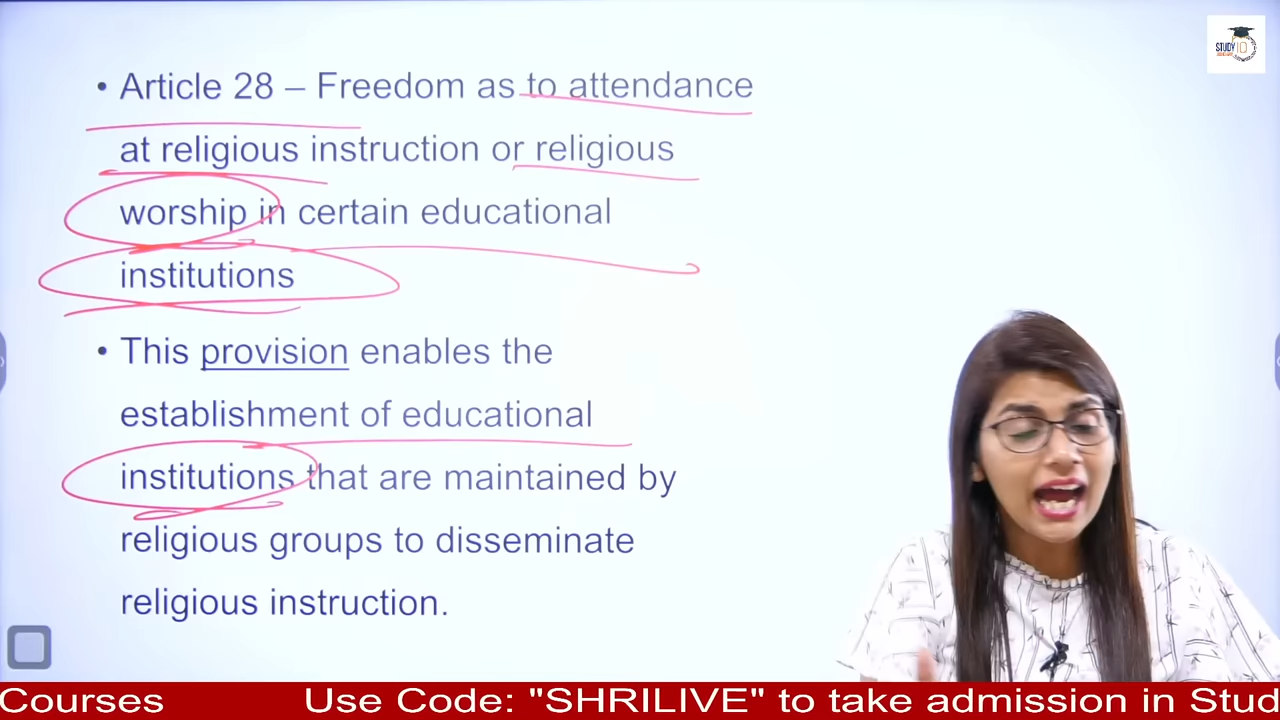 • Article 28 – Freedom as to attendance
at religious instruction or religious
worship in certain educational
institutions
• This provision enables the
establishment of educational
institutions that are maintained by
religious groups to disseminate
religious instruction.
STUDY
Courses Use Code: "SHRILIVE" to take admission in Stud